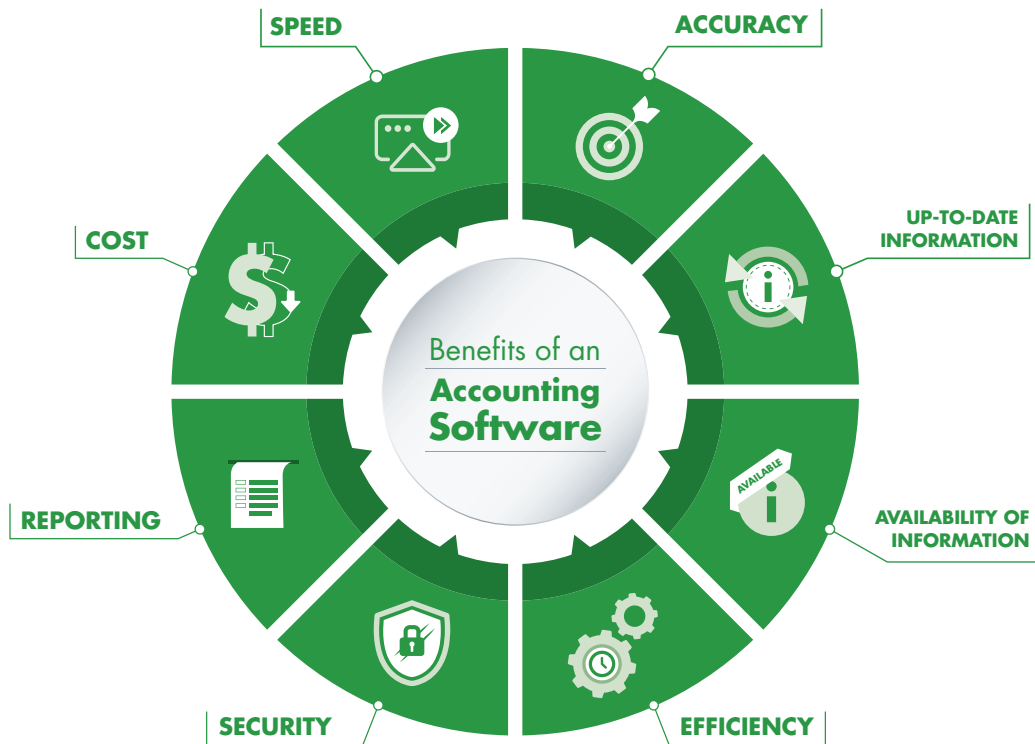 SPEED
ACCURACY
COST
UP-TO-DATE
INFORMATION
Benefits of an
Accounting
Software
AVAILABLE
REPORTING
AVAILABILITY OF
INFORMATION
SECURITY
EFFICIENCY